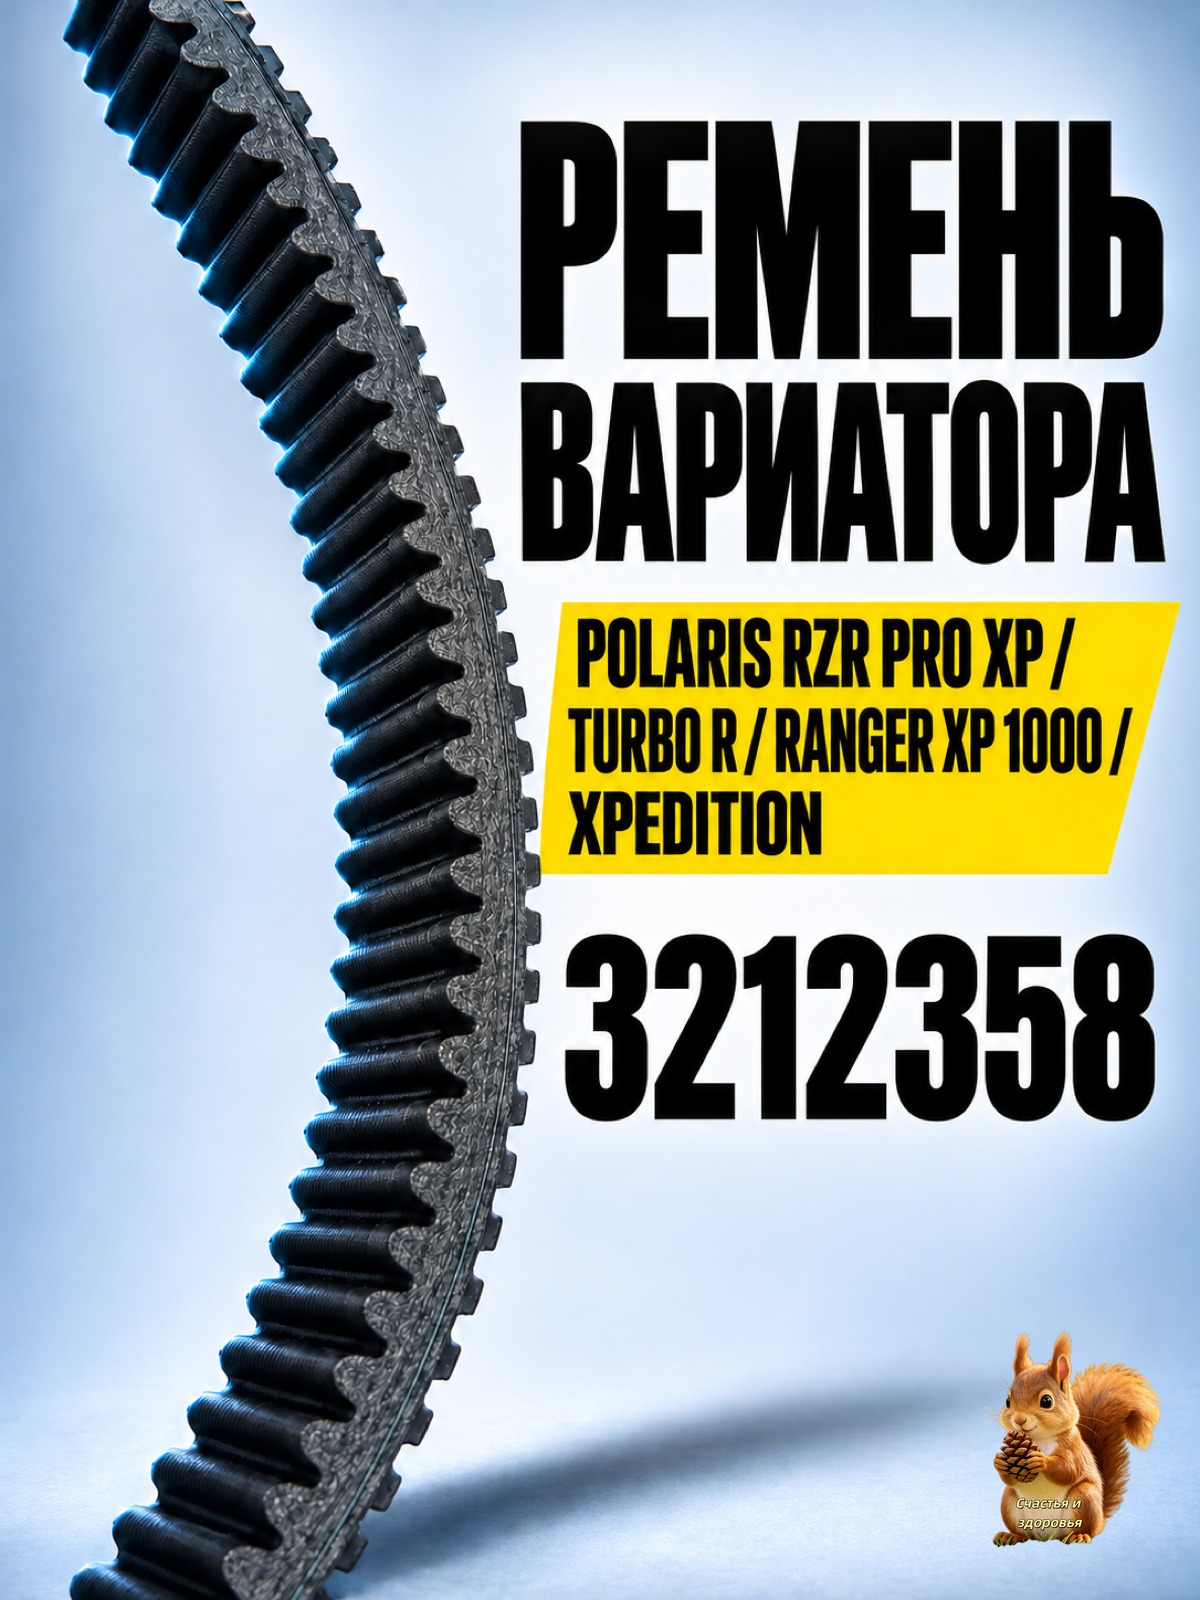 РЕМЕНЬ
ВАРИАТОРА
POLARIS RZR PRO XP /
TURBO R / RANGER XP 1000 /
XPEDITION
3212358
Счастья и
здоровья